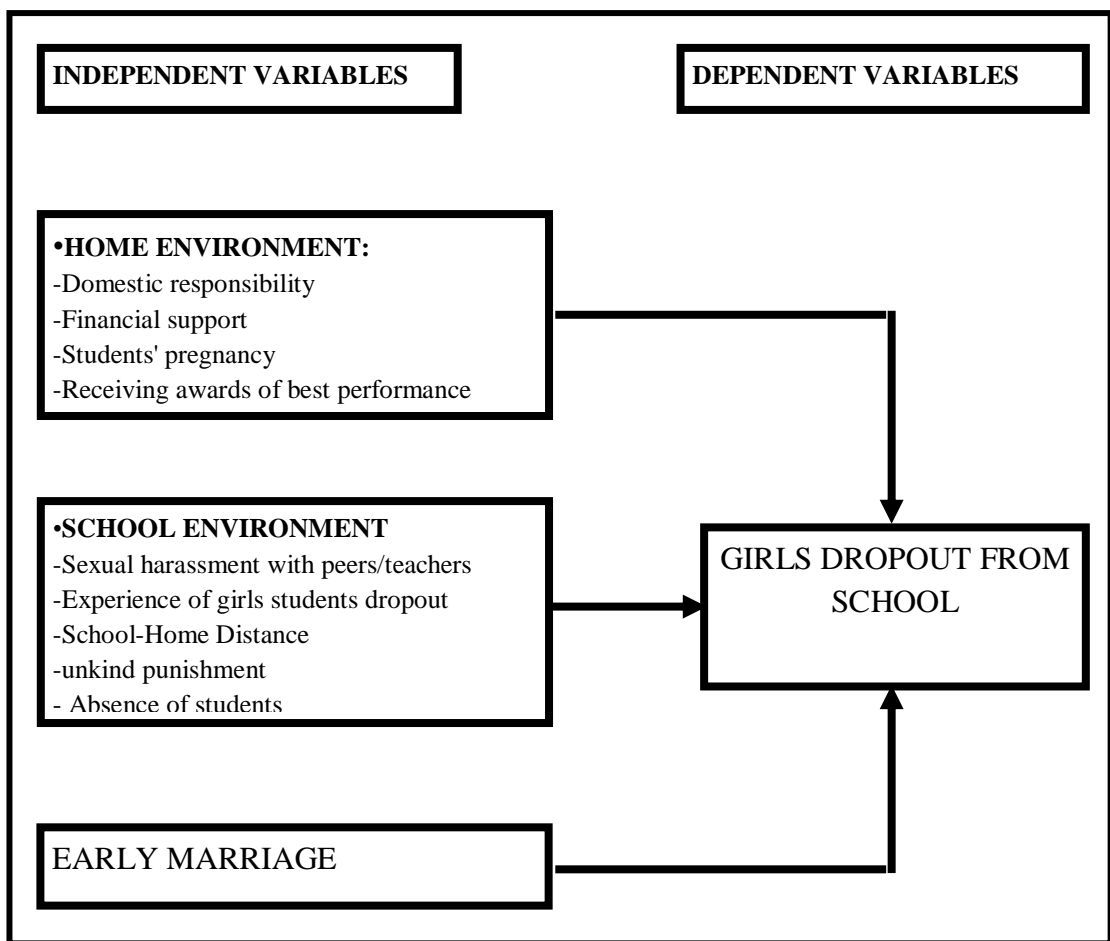 INDEPENDENT VARIABLES
DEPENDENT VARIABLES
•HOME ENVIRONMENT:
-Domestic responsibility
-Financial support
-Students' pregnancy
-Receiving awards of best performance
•SCHOOL ENVIRONMENT
-Sexual harassment with peers/teachers
-Experience of girls students dropout
-School-Home Distance
-unkind punishment
- Absence of students
GIRLS DROPOUT FROM
SCHOOL
EARLY MARRIAGE